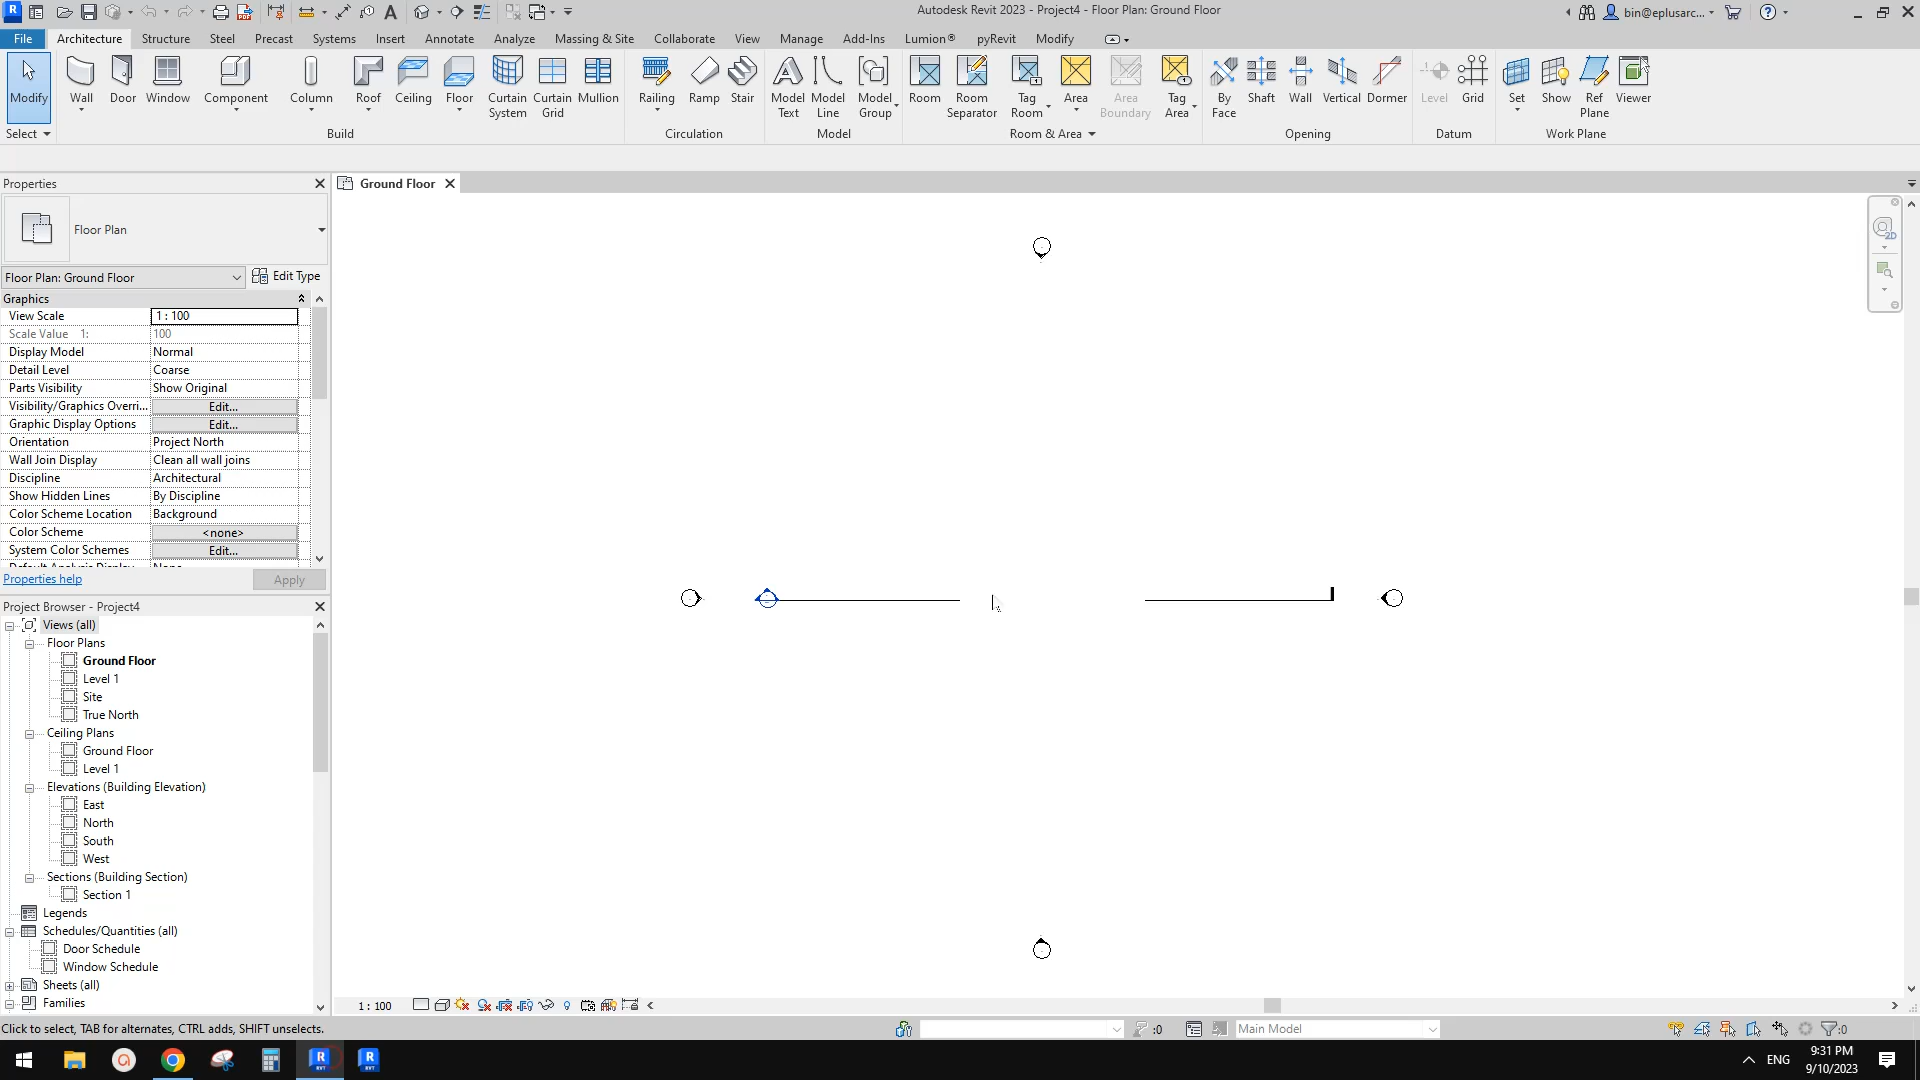 Autodesk Revit 2023 - Project4 - Floor Plan: Ground Floor
bin@eplusarc...
File Architecture Structure Steel Precast Systems Insert Annotate Analyze Massing & Site Collaborate View Manage Add-Ins Lumion® pyRevit Modify
Modify Wall Door Window Component Column Roof Ceiling Floor Curtain System Curtain Grid Mullion Railing Ramp Stair Model Text Model Line Model Group Room Room Separator Tag Room Area Area Boundary Tag Area By Face Shaft Wall Vertical Dormer Level Grid Set Show Ref Plane Viewer
Select Build Circulation Model Room & Area Opening Datum Work Plane
Properties
Ground Floor
Floor Plan
Floor Plan: Ground Floor Edit Type
Graphics
View Scale 1 : 100
Scale Value 1: 100
Display Model Normal
Detail Level Coarse
Parts Visibility Show Original
Visibility/Graphics Overri... Edit...
Graphic Display Options Edit...
Orientation Project North
Wall Join Display Clean all wall joins
Discipline Architectural
Show Hidden Lines By Discipline
Color Scheme Location Background
Color Scheme <none>
System Color Schemes Edit...
Properties help Apply
Project Browser - Project4
Views (all)
Floor Plans
Ground Floor
Level 1
Site
True North
Ceiling Plans
Ground Floor
Level 1
Elevations (Building Elevation)
East
North
South
West
Sections (Building Section)
Section 1
Legends
Schedules/Quantities (all)
Door Schedule
Window Schedule
Sheets (all)
Families
1 : 100
Click to select, TAB for alternates, CTRL adds, SHIFT unselects.
:0
Main Model
:0
ENG
9:31 PM
9/10/2023